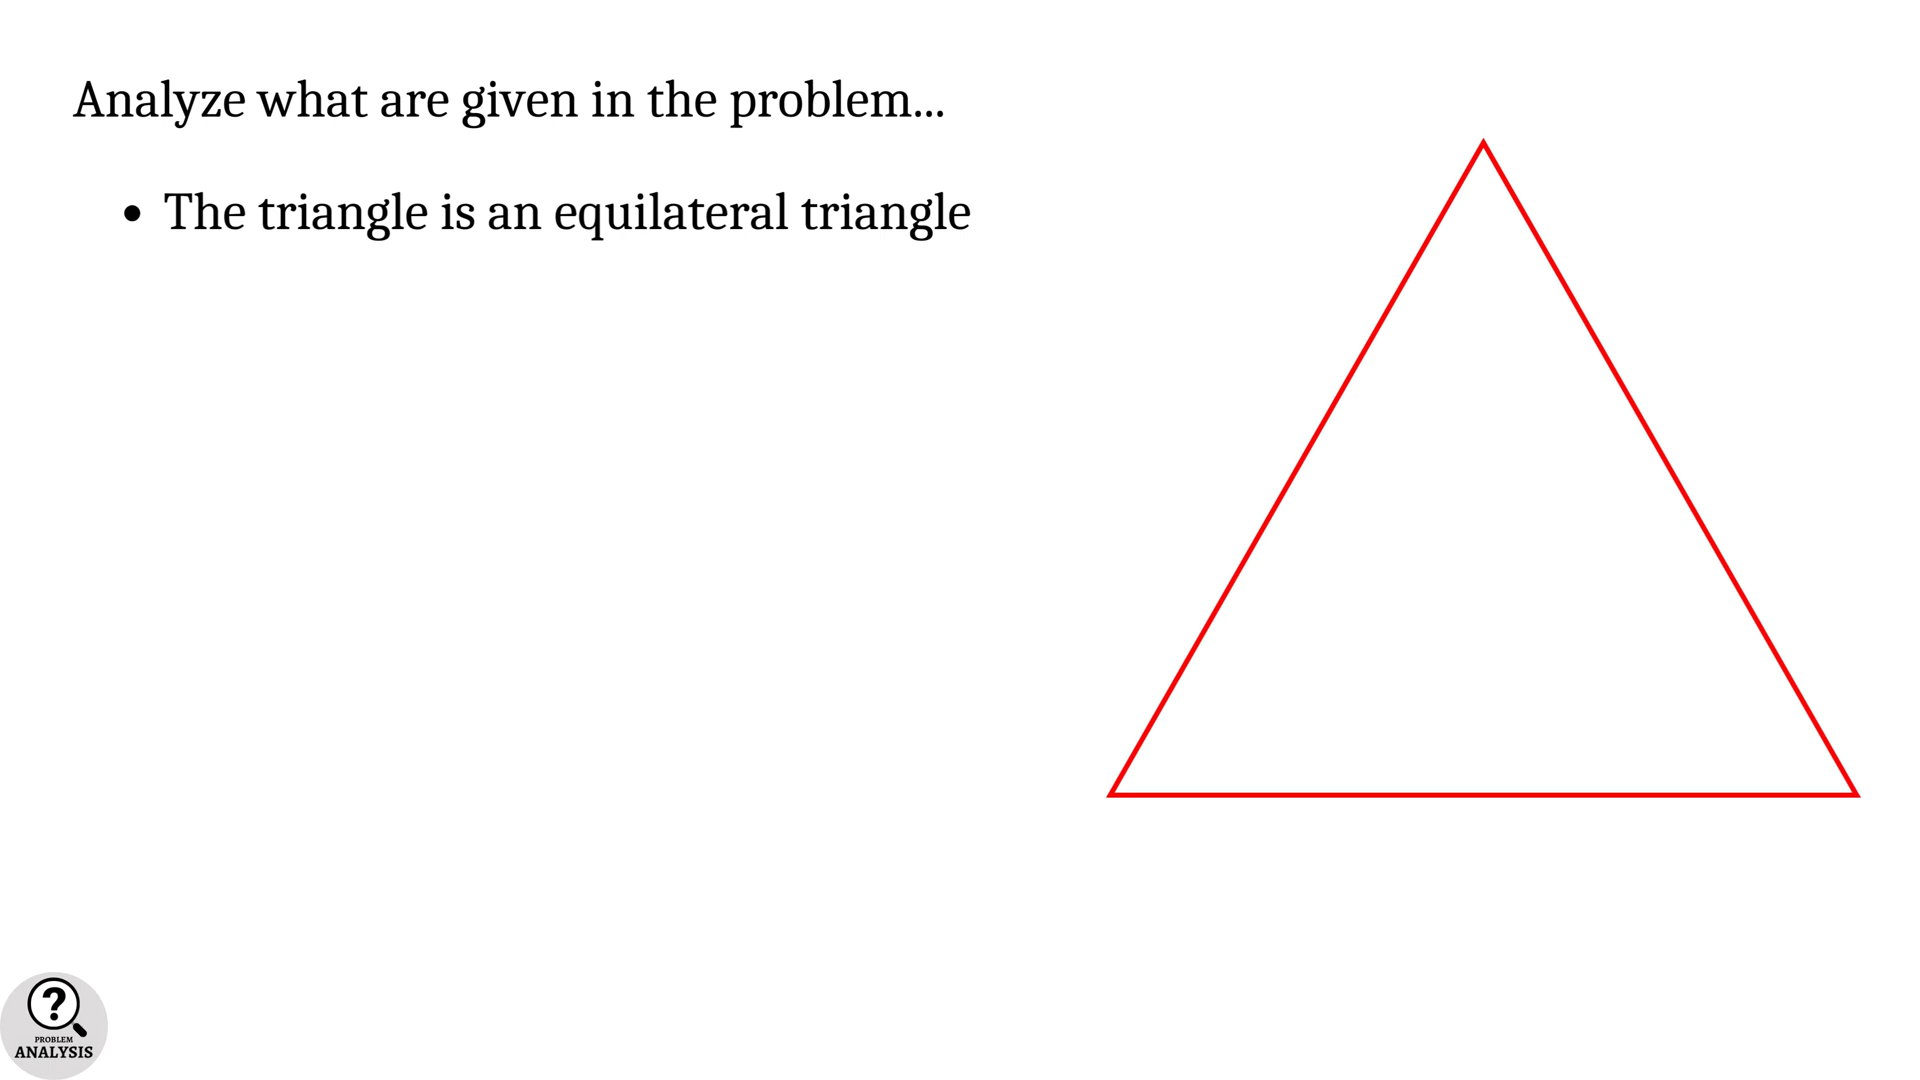 Analyze what are given in the problem...
• The triangle is an equilateral triangle
?
PROBLEM
ANALYSIS